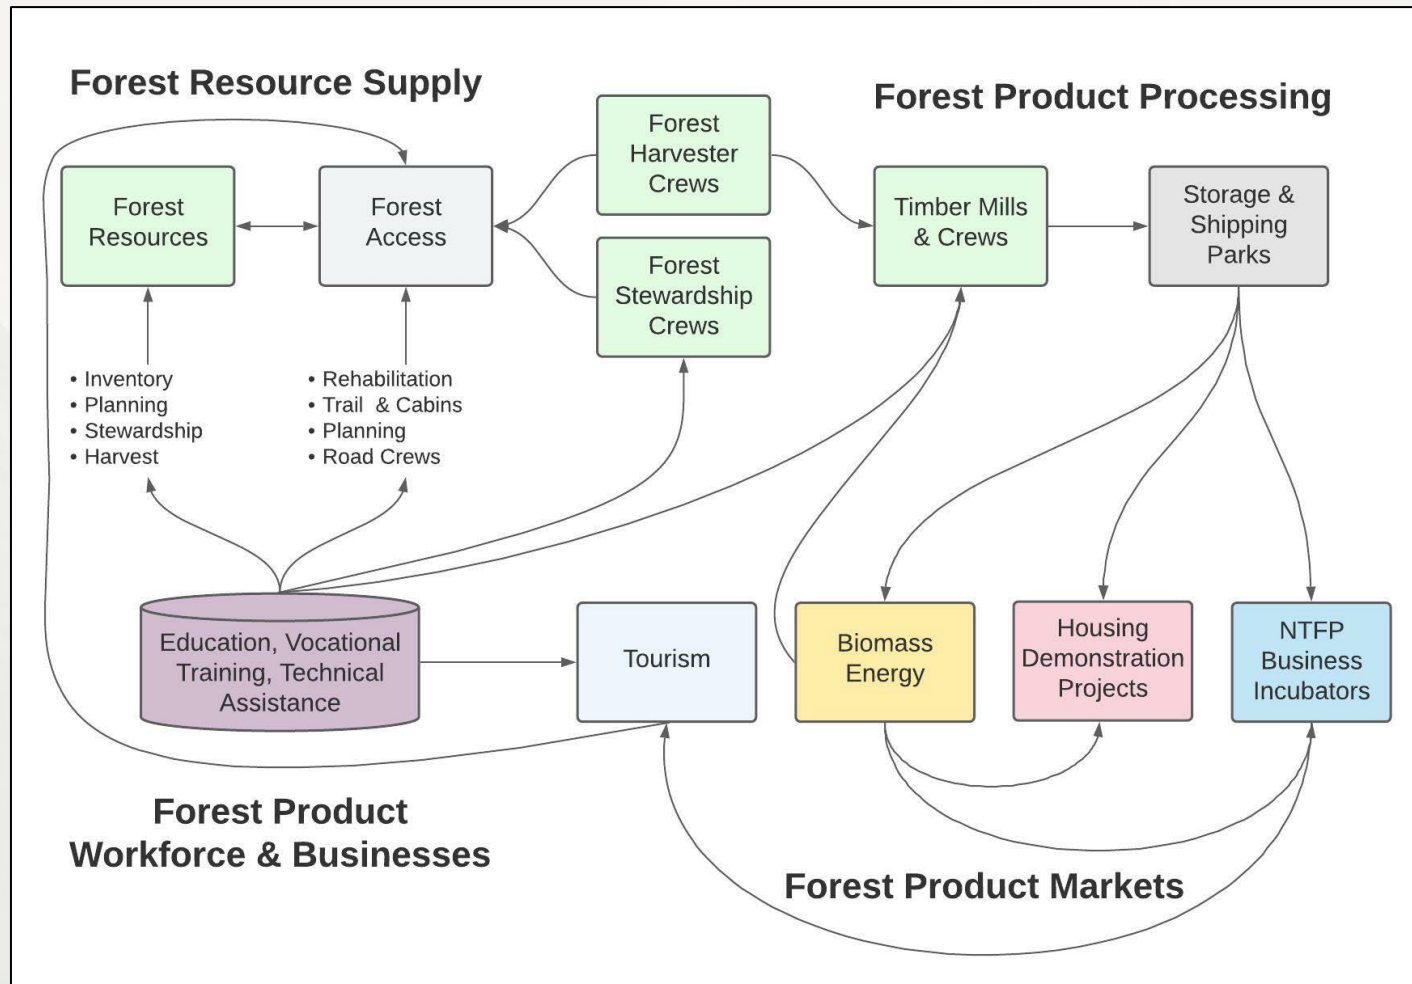 Forest Resource Supply
Forest Product Processing
Forest
Harvester
Crews
Forest
Resources
Forest
Access
Timber Mills
& Crews
Storage &
Shipping
Parks
Forest
Stewardship
Crews
• Inventory
• Planning
• Stewardship
• Harvest
• Rehabilitation
• Trail & Cabins
• Planning
• Road Crews
Education, Vocational
Training, Technical
Assistance
Tourism
Biomass
Energy
Housing
Demonstration
Projects
NTFP
Business
Incubators
Forest Product
Workforce & Businesses
Forest Product Markets